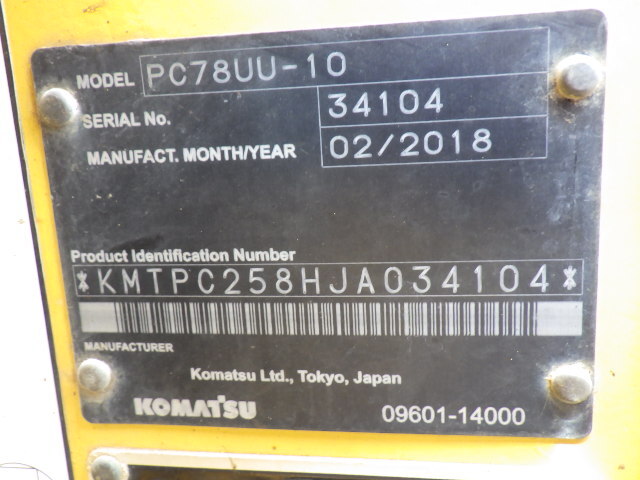 MODEL PC78UU-10
SERIAL No. 34104
MANUFACT. MONTH/YEAR 02/2018
Product Identification Number
*KMTPC258HJA034104*
MANUFACTURER
Komatsu Ltd., Tokyo, Japan
KOMATSU 09601-14000